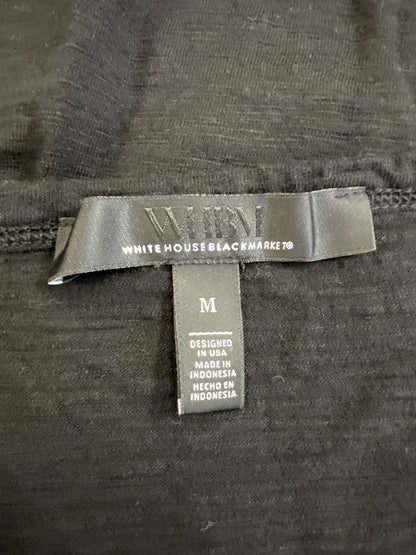 WHBM
WHITE HOUSE BLACK MARKET®
M
DESIGNED
IN USA
MADE IN
INDONESIA
HECHO EN
INDONESIA